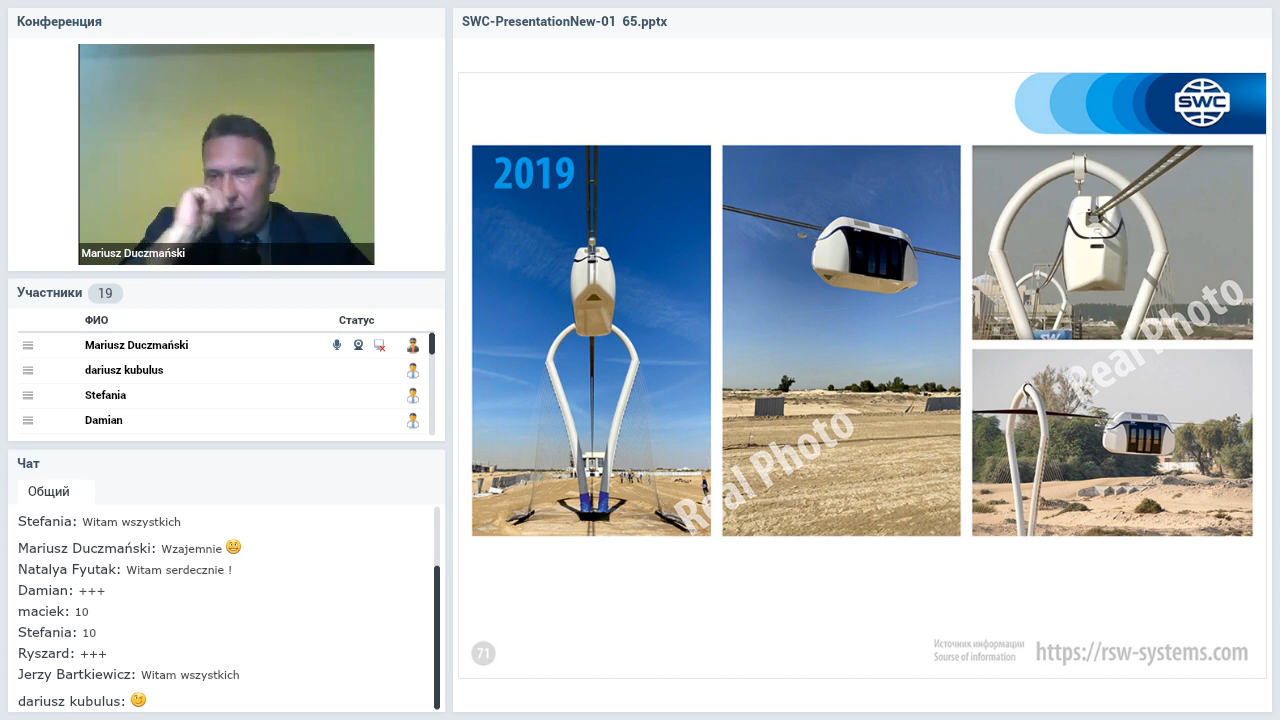 Конференция
Mariusz Duczmański
Участники 19
ФИО Статус
Mariusz Duczmański
dariusz kubulus
Stefania
Damian
Чат
Общий
Stefania: Witam wszystkich
Mariusz Duczmański: Wzajemnie
Natalya Fyutak: Witam serdecznie !
Damian: +++
maciek: 10
Stefania: 10
Ryszard: +++
Jerzy Bartkiewicz: Witam wszystkich
dariusz kubulus:
SWC-PresentationNew-01 65.pptx
SWC
2019
Real Photo
Real Photo
71
Источник информации
Sourse of information
https://rsw-systems.com